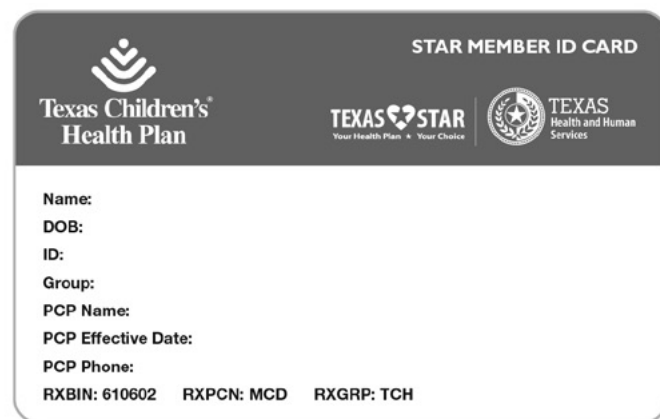 STAR MEMBER ID CARD
Texas Children's®
Health Plan
TEXAS STAR
Your Health Plan ★ Your Choice
TEXAS
Health and Human
Services
Name:
DOB:
ID:
Group:
PCP Name:
PCP Effective Date:
PCP Phone:
RXBIN: 610602 RXPCN: MCD RXGRP: TCH